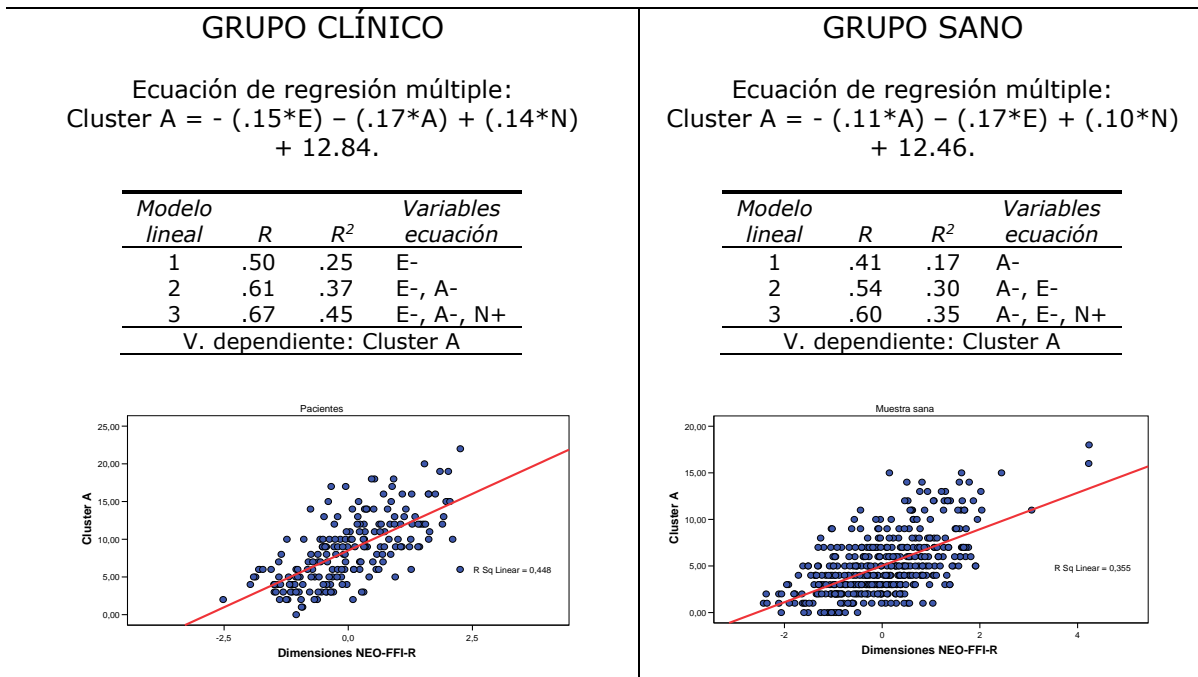 GRUPO CLÍNICO
Ecuación de regresión múltiple:
Cluster A = - (.15*E) – (.17*A) + (.14*N)
+ 12.84.
Modelo lineal R R² Variables ecuación
1 .50 .25 E-
2 .61 .37 E-, A-
3 .67 .45 E-, A-, N+
V. dependiente: Cluster A
Pacientes
25,00
20,00
15,00
10,00
5,00
0,00
Cluster A
R Sq Linear = 0,448
-2,5 0,0 2,5
Dimensiones NEO-FFI-R
GRUPO SANO
Ecuación de regresión múltiple:
Cluster A = - (.11*A) – (.17*E) + (.10*N)
+ 12.46.
Modelo lineal R R² Variables ecuación
1 .41 .17 A-
2 .54 .30 A-, E-
3 .60 .35 A-, E-, N+
V. dependiente: Cluster A
Muestra sana
20,00
15,00
10,00
5,00
0,00
Cluster A
R Sq Linear = 0,355
-2 0 2 4
Dimensiones NEO-FFI-R